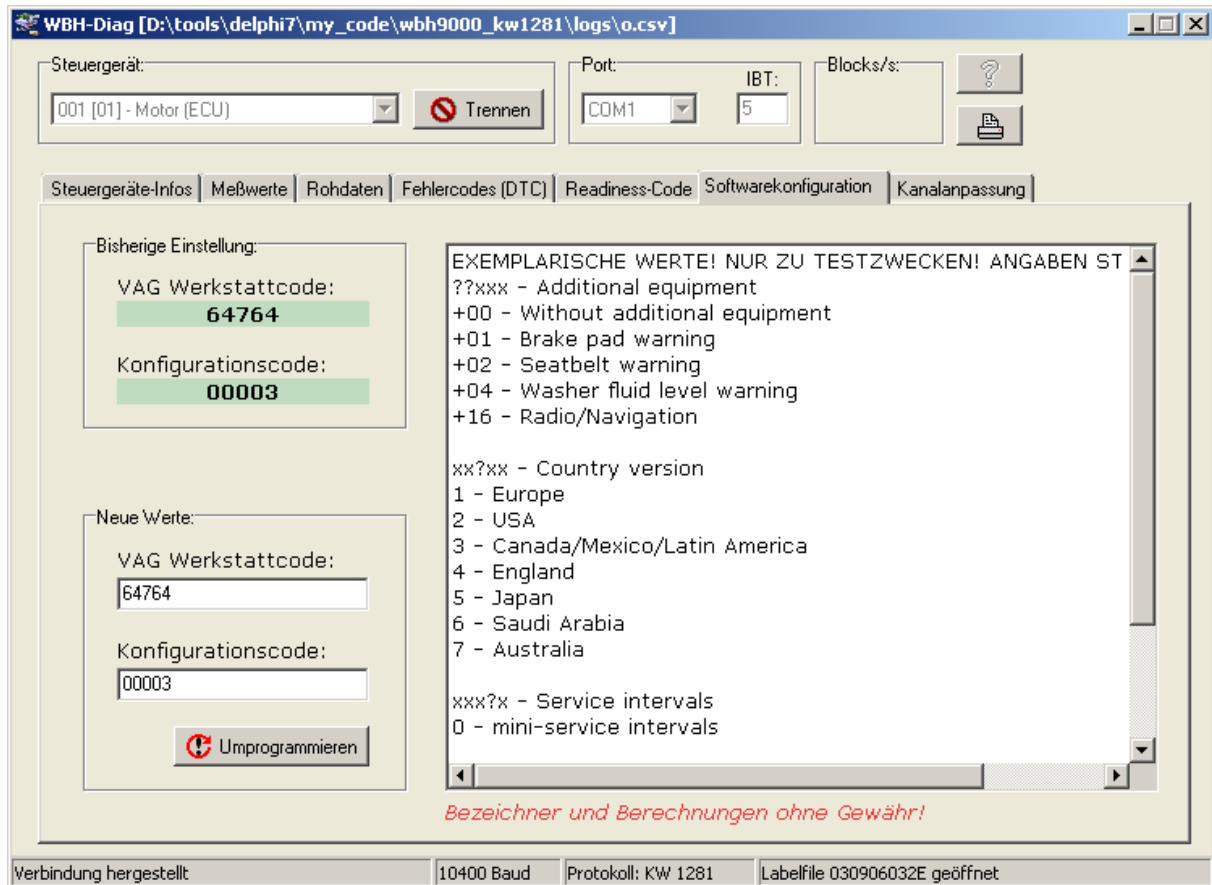 WBH-Diag [D:\tools\delphi7\my_code\wbh9000_kw1281\logs\o.csv]
Steuergerät:
001 [01] - Motor (ECU)
Trennen
Port:
IBT:
COM1
5
Blocks/s:
?
Steuergeräte-Infos
Meßwerte
Rohdaten
Fehlercodes (DTC)
Readiness-Code
Softwarekonfiguration
Kanalanpassung
Bisherige Einstellung:
VAG Werkstattcode:
64764
Konfigurationscode:
00003
Neue Werte:
VAG Werkstattcode:
64764
Konfigurationscode:
00003
Umprogrammieren
EXEMPLARISCHE WERTE! NUR ZU TESTZWECKEN! ANGABEN ST
??xxx - Additional equipment
+00 - Without additional equipment
+01 - Brake pad warning
+02 - Seatbelt warning
+04 - Washer fluid level warning
+16 - Radio/Navigation
xx?xx - Country version
1 - Europe
2 - USA
3 - Canada/Mexico/Latin America
4 - England
5 - Japan
6 - Saudi Arabia
7 - Australia
xxx?x - Service intervals
0 - mini-service intervals
Bezeichner und Berechnungen ohne Gewähr!
Verbindung hergestellt
10400 Baud
Protokoll: KW 1281
Labelfile 030906032E geöffnet